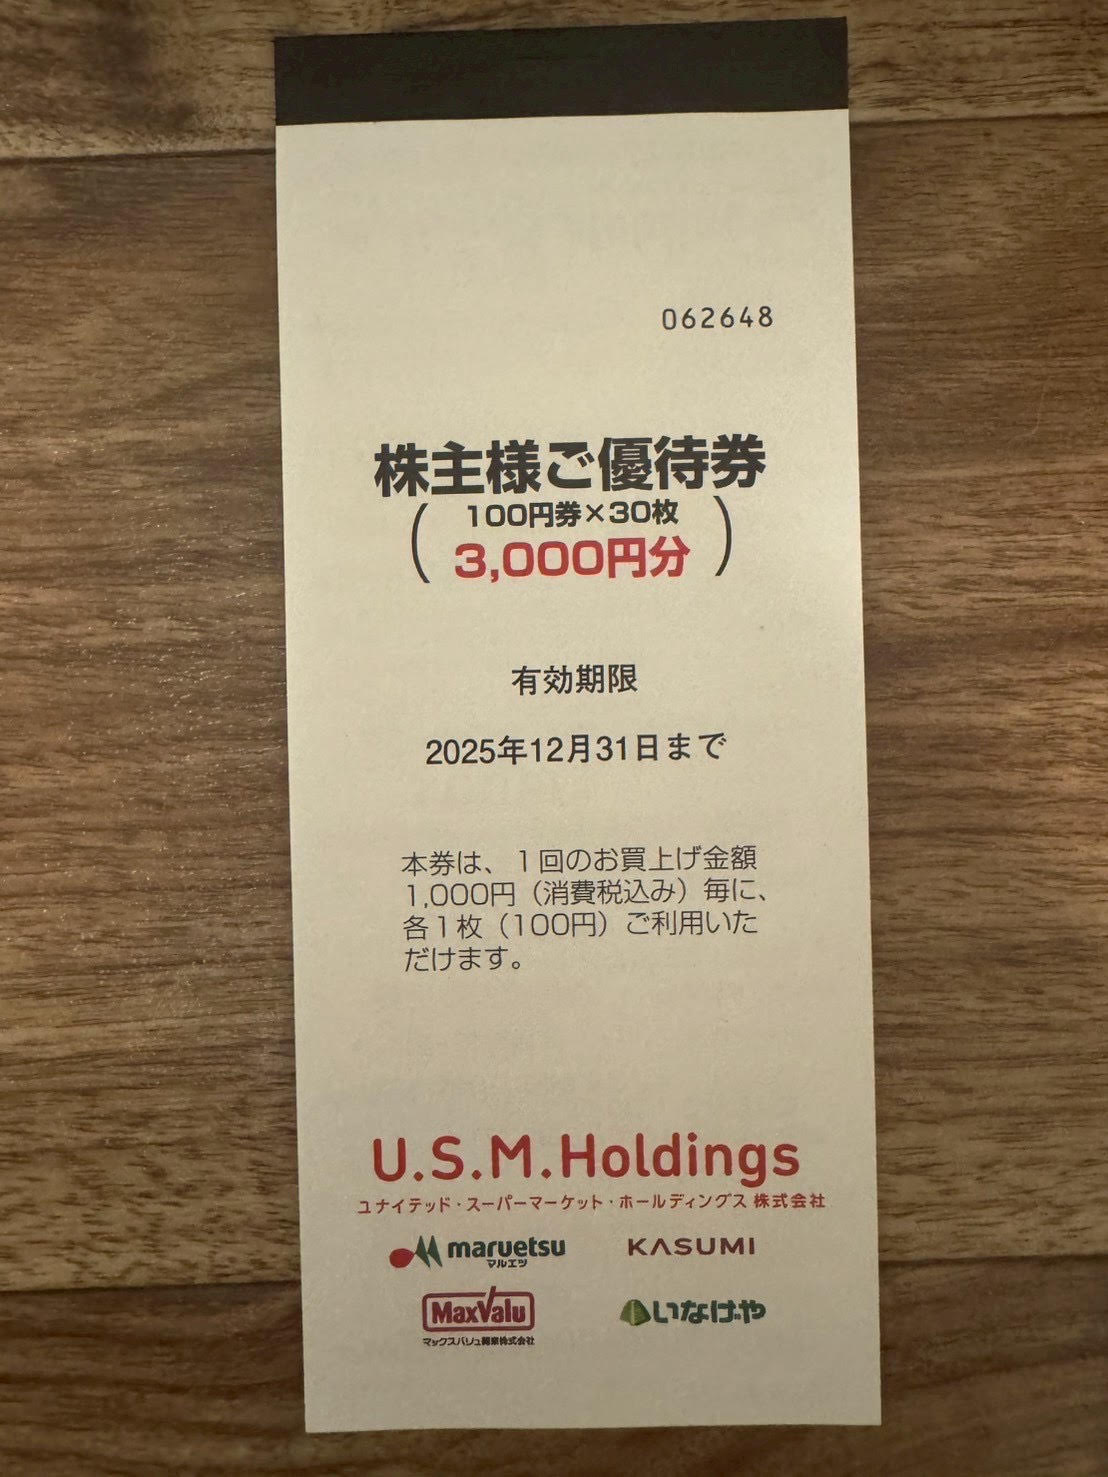 062648
株主様ご優待券
(100円券×30枚
3,000円分)
有効期限
2025年12月31日まで
本券は、1回のお買上げ金額
1,000円（消費税込み）毎に、
各1枚（100円）ご利用いた
だけます。
U.S.M.Holdings
ユナイテッド・スーパーマーケット・ホールディングス 株式会社
maruetsu KASUMI
マルエツ
MaxValu いなげや
マックスバリュ関東株式会社